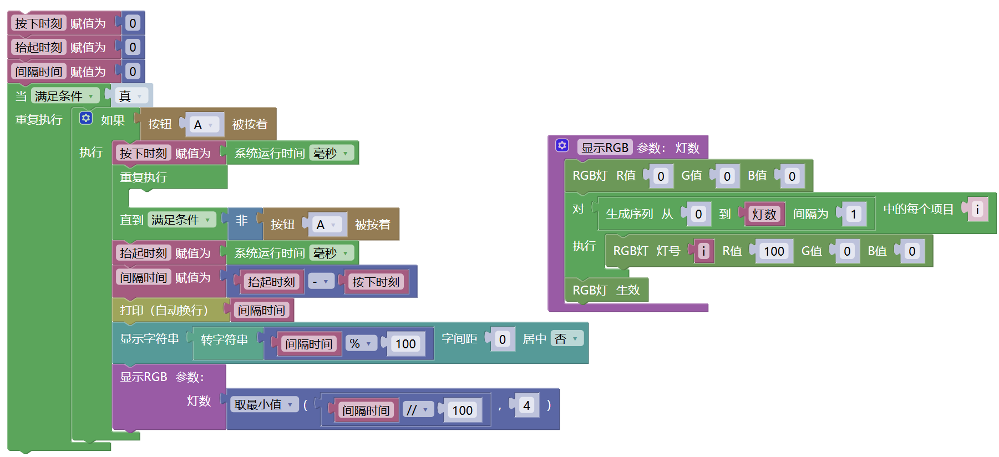 按下时刻 赋值为 0
抬起时刻 赋值为 0
间隔时间 赋值为 0
当 满足条件 真
重复执行
如果 按钮 A 被按着
执行
按下时刻 赋值为 系统运行时间 毫秒
重复执行
直到 满足条件 非 按钮 A 被按着
抬起时刻 赋值为 系统运行时间 毫秒
间隔时间 赋值为 抬起时刻 - 按下时刻
打印（自动换行） 间隔时间
显示字符串 转字符串 间隔时间 % 100 字间距 0 居中 否
显示RGB 参数:
灯数 取最小值 ( 间隔时间 // 100 , 4 )
显示RGB 参数: 灯数
RGB灯 R值 0 G值 0 B值 0
对 生成序列 从 0 到 灯数 间隔为 1 中的每个项目 i
执行 RGB灯 灯号 i R值 100 G值 0 B值 0
RGB灯 生效